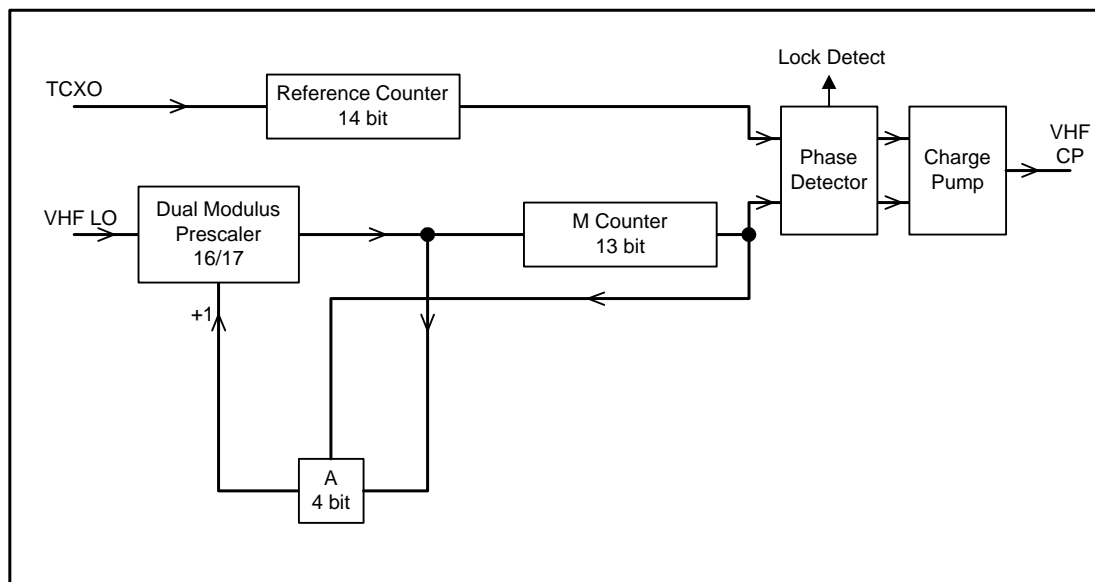 Lock Detect
TCXO
Reference Counter
14 bit
Phase
Detector
Charge
Pump
VHF
CP
VHF LO
Dual Modulus
Prescaler
16/17
M Counter
13 bit
+1
A
4 bit